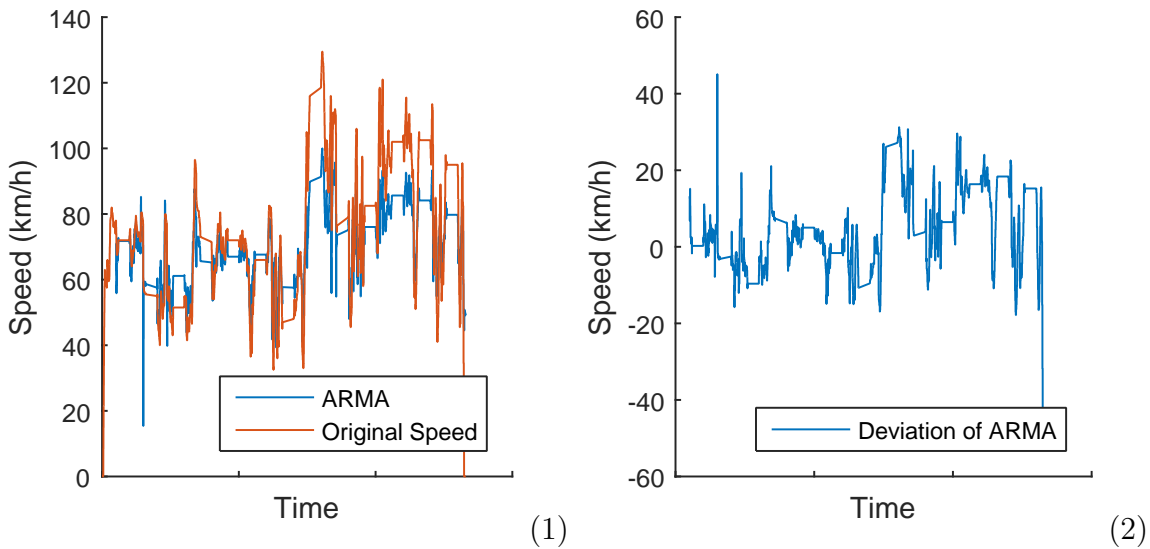 140
120
100
80
60
40
20
0
Speed (km/h)
ARMA
Original Speed
Time
(1)
60
40
20
0
-20
-40
-60
Speed (km/h)
Deviation of ARMA
Time
(2)